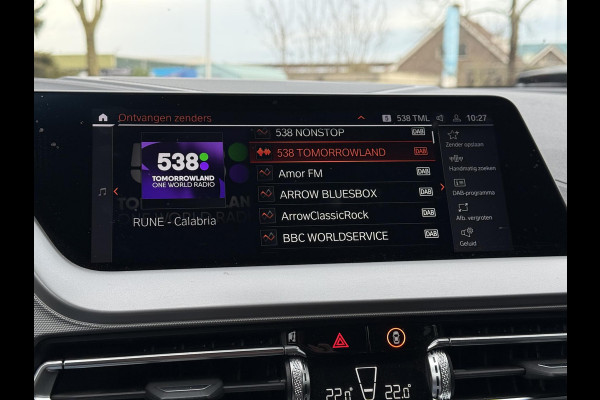 Ontvangen zenders
538 TML
10:27
538 NONSTOP
DAB
538 TOMORROWLAND
DAB
Amor FM
DAB
ARROW BLUESBOX
DAB
ArrowClassicRock
DAB
BBC WORLDSERVICE
DAB
538
TOMORROWLAND
ONE WORLD RADIO
RUNE - Calabria
Zender opslaan
Handmatig zoeken
DAB-programma
Afb. vergroten
Geluid
22.0
22.0